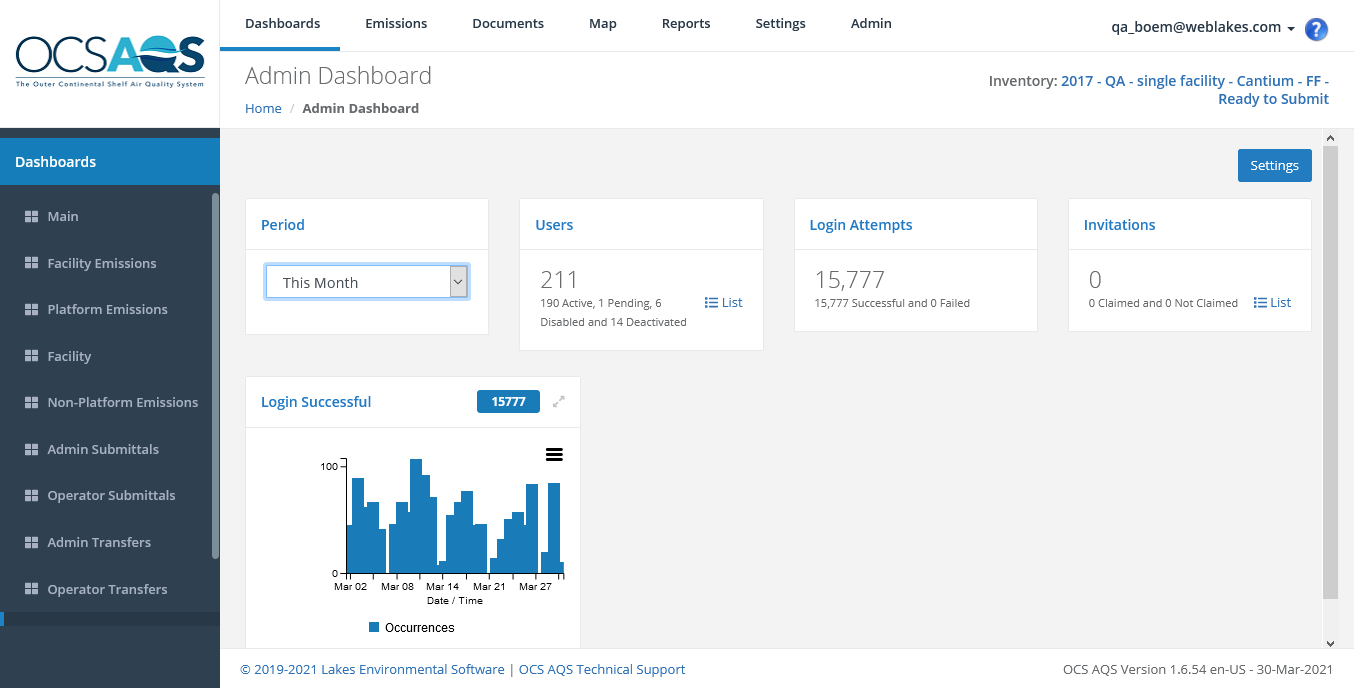 OCSAQS
The Outer Continental Shelf Air Quality System
Dashboards
Emissions
Documents
Map
Reports
Settings
Admin
qa_boem@weblakes.com
?
Admin Dashboard
Home / Admin Dashboard
Inventory: 2017 - QA - single facility - Cantium - FF -
Ready to Submit
Dashboards
Main
Facility Emissions
Platform Emissions
Facility
Non-Platform Emissions
Admin Submittals
Operator Submittals
Admin Transfers
Operator Transfers
Settings
Period
This Month
Users
211
190 Active, 1 Pending, 6
Disabled and 14 Deactivated
List
Login Attempts
15,777
15,777 Successful and 0 Failed
Invitations
0
0 Claimed and 0 Not Claimed
List
Login Successful
15777
100
0
Mar 02 Mar 08 Mar 14 Mar 21 Mar 27
Date / Time
Occurrences
© 2019-2021 Lakes Environmental Software | OCS AQS Technical Support
OCS AQS Version 1.6.54 en-US - 30-Mar-2021